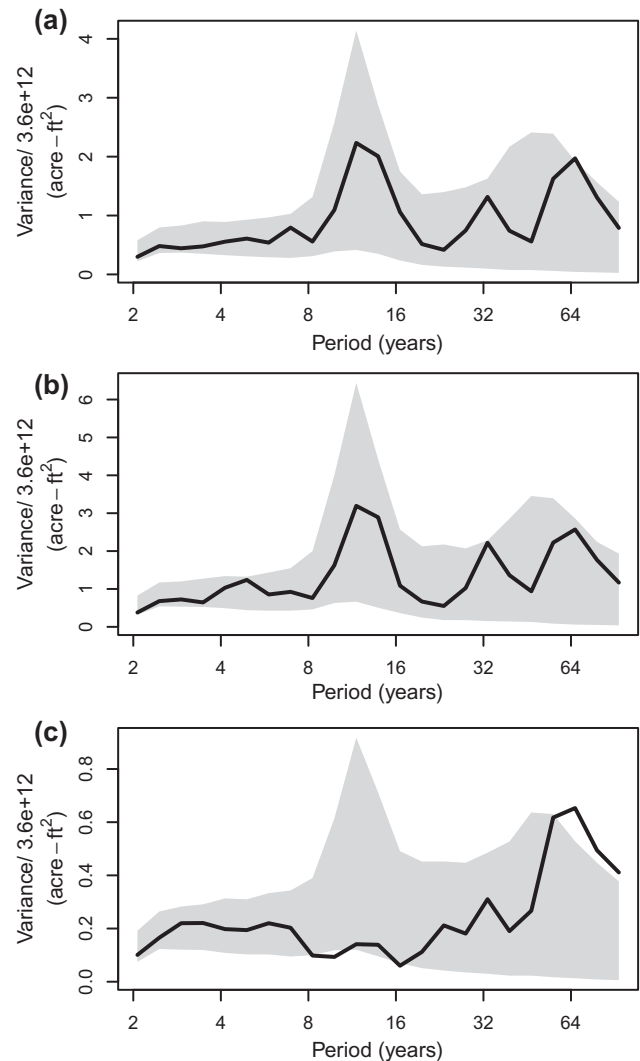 (a)
Variance/ 3.6e+12
(acre−ft²)
4
3
2
1
0
2 4 8 16 32 64
Period (years)
(b)
Variance/ 3.6e+12
(acre−ft²)
6
5
4
3
2
1
0
2 4 8 16 32 64
Period (years)
(c)
Variance/ 3.6e+12
(acre−ft²)
0.8
0.6
0.4
0.2
0.0
2 4 8 16 32 64
Period (years)